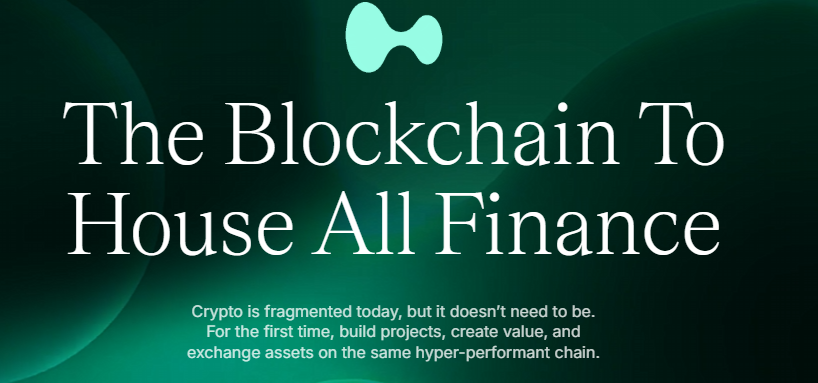 The Blockchain To
House All Finance
Crypto is fragmented today, but it doesn’t need to be.
For the first time, build projects, create value, and
exchange assets on the same hyper-performant chain.